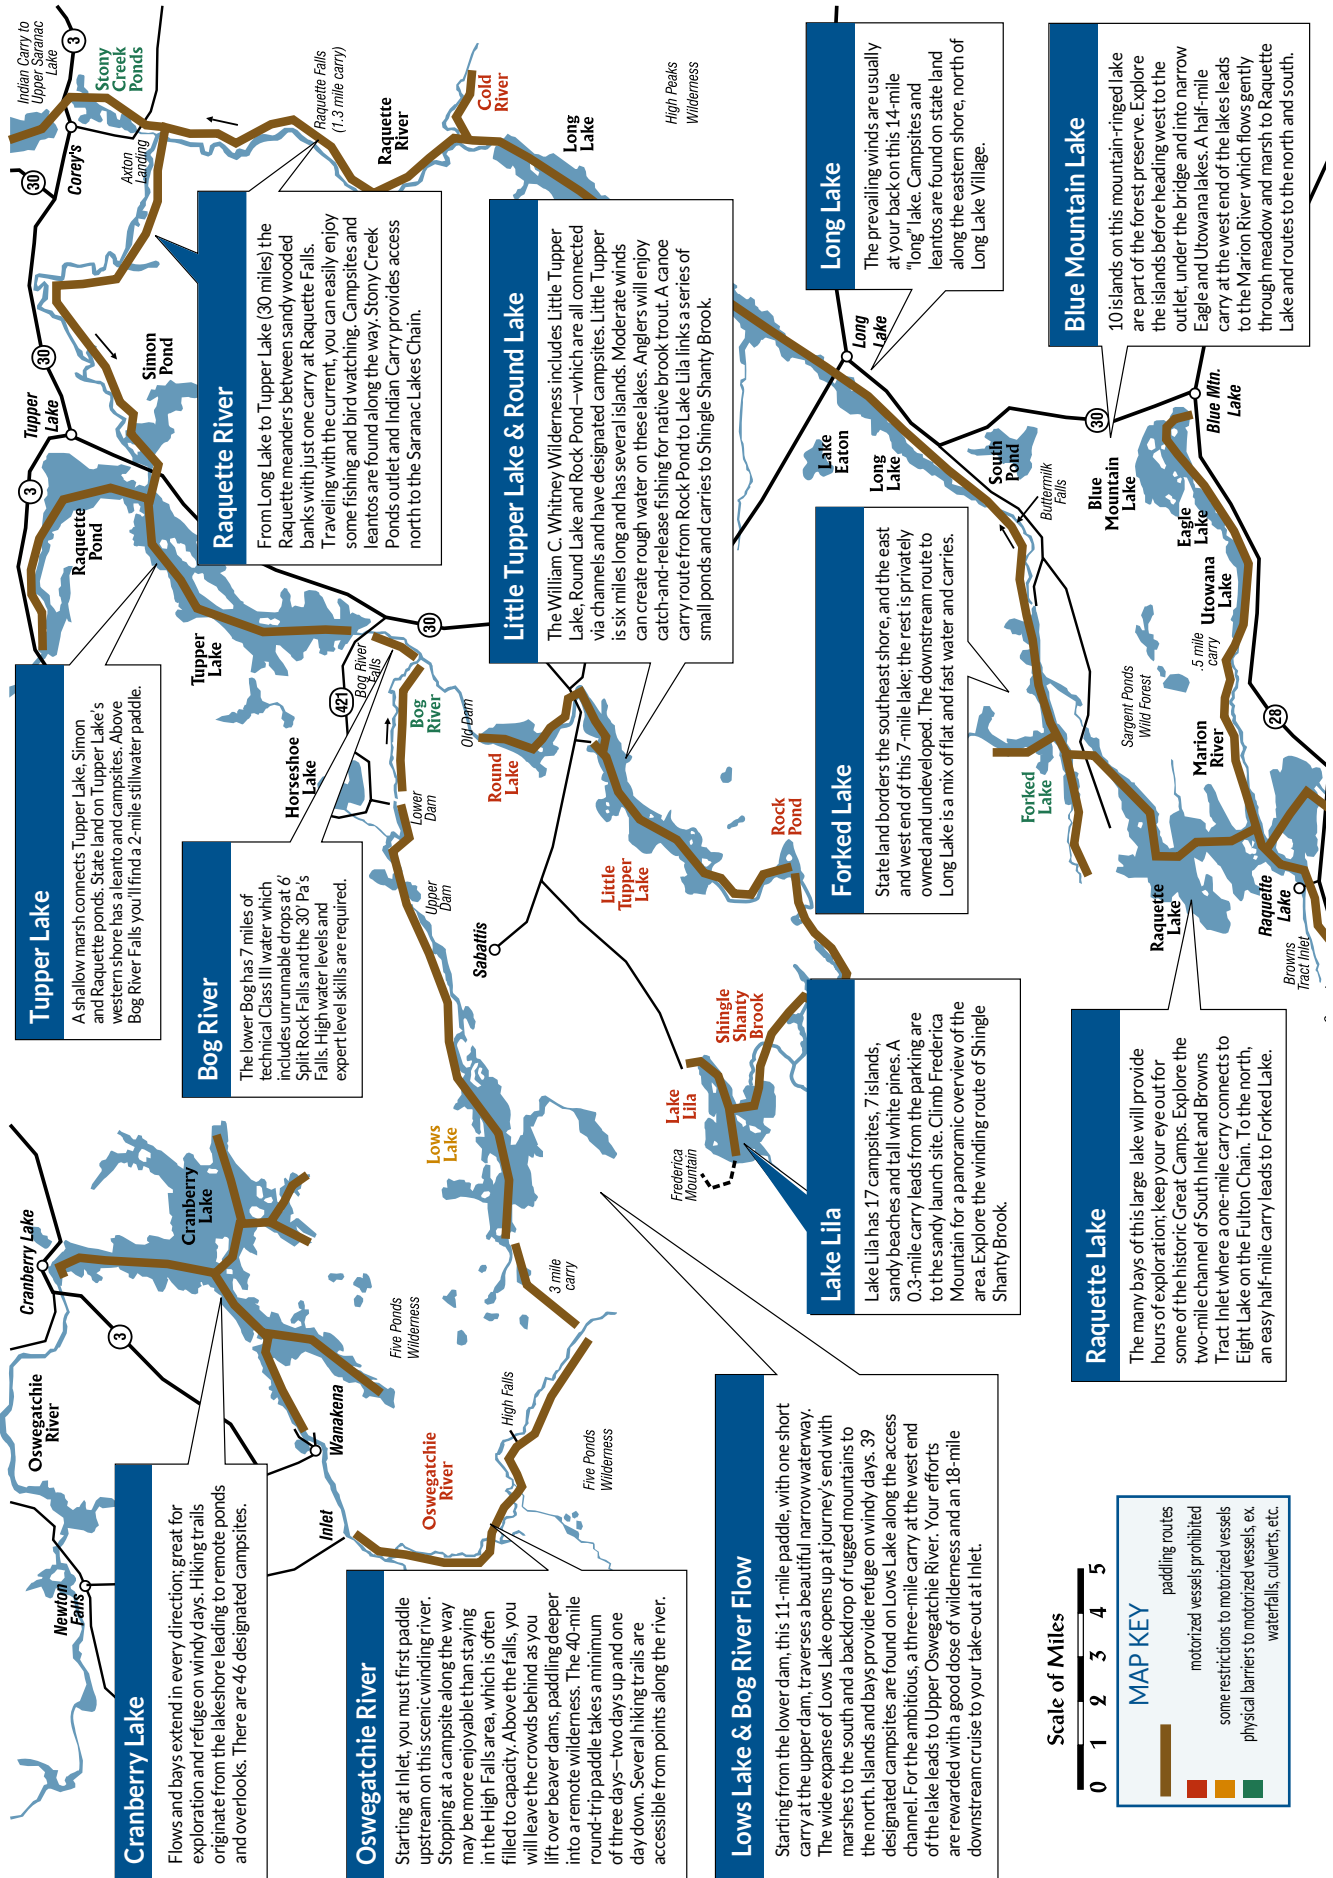 Cranberry Lake
Flows and bays extend in every direction; great for
exploration and refuge on windy days. Hiking trails
originate from the lakeshore leading to remote ponds
and overlooks. There are 46 designated campsites.
Oswegatchie River
Starting at Inlet, you must first paddle
upstream on this scenic winding river.
Stopping at a campsite along the way
may be more enjoyable than staying
in the High Falls area, which is often
filled to capacity. Above the falls, you
will leave the crowds behind as you
lift over beaver dams, paddling deeper
into a remote wilderness. The 40-mile
round-trip paddle takes a minimum
of three days—two days up and one
day down. Several hiking trails are
accessible from points along the river.
Lows Lake & Bog River Flow
Starting from the lower dam, this 11-mile paddle, with one short
carry at the upper dam, traverses a beautiful narrow waterway.
The wide expanse of Lows Lake opens up at journey's end with
marshes to the south and a backdrop of rugged mountains to
the north. Islands and bays provide refuge on windy days. 39
designated campsites are found on Lows Lake along the access
channel. For the ambitious, a three-mile carry at the west end
of the lake leads to Upper Oswegatchie River. Your efforts
are rewarded with a good dose of wilderness and an 18-mile
downstream cruise to your take-out at Inlet.
Scale of Miles
0 1 2 3 4 5
MAP KEY
paddling routes
motorized vessels prohibited
some restrictions to motorized vessels
physical barriers to motorized vessels, ex.
waterfalls, culverts, etc.
Tupper Lake
A shallow marsh connects Tupper Lake, Simon
and Raquette ponds. State land on Tupper Lake's
western shore has a leanto and campsites. Above
Bog River Falls you'll find a 2-mile stillwater paddle.
Bog River
The lower Bog has 7 miles of
technical Class III water which
includes unrunnable drops at 6'
Split Rock Falls and the 30' Pa's
Falls. High water levels and
expert level skills are required.
Lake Lila
Lake Lila has 17 campsites, 7 islands,
sandy beaches and tall white pines. A
0.3-mile carry leads from the parking are
to the sandy launch site. Climb Frederica
Mountain for a panoramic overview of the
area. Explore the winding route of Shingle
Shanty Brook.
Raquette Lake
The many bays of this large lake will provide
hours of exploration; keep your eye out for
some of the historic Great Camps. Explore the
two-mile channel of South Inlet and Browns
Tract Inlet where a one-mile carry connects to
Eight Lake on the Fulton Chain. To the north,
an easy half-mile carry leads to Forked Lake.
Raquette River
From Long Lake to Tupper Lake (30 miles) the
Raquette meanders between sandy wooded
banks with just one carry at Raquette Falls.
Traveling with the current, you can easily enjoy
some fishing and bird watching. Campsites and
leantos are found along the way. Stony Creek
Ponds outlet and Indian Carry provides access
north to the Saranac Lakes Chain.
Little Tupper Lake & Round Lake
The William C. Whitney Wilderness includes Little Tupper
Lake, Round Lake and Rock Pond—which are all connected
via channels and have designated campsites. Little Tupper
is six miles long and has several islands. Moderate winds
can create rough water on these lakes. Anglers will enjoy
catch-and-release fishing for native brook trout. A canoe
carry route from Rock Pond to Lake Lila links a series of
small ponds and carries to Shingle Shanty Brook.
Forked Lake
State land borders the southeast shore, and the east
and west end of this 7-mile lake; the rest is privately
owned and undeveloped. The downstream route to
Long Lake is a mix of flat and fast water and carries.
Long Lake
The prevailing winds are usually
at your back on this 14-mile
"long" lake. Campsites and
leantos are found on state land
along the eastern shore, north of
Long Lake Village.
Blue Mountain Lake
10 islands on this mountain-ringed lake
are part of the forest preserve. Explore
the islands before heading west to the
outlet, under the bridge and into narrow
Eagle and Utowana lakes. A half-mile
carry at the west end of the lakes leads
to the Marion River which flows gently
through meadow and marsh to Raquette
Lake and routes to the north and south.
Newton
Falls
Oswegatchie
River
Cranberry Lake
3
Cranberry
Lake
Wanakena
Inlet
Oswegatchie
River
High Falls
Five Ponds
Wilderness
Five Ponds
Wilderness
3 mile
carry
Lows
Lake
Upper
Dam
Lower
Dam
Horseshoe
Lake
421
Bog River
Falls
Bog
River
Old Dam
30
Tupper
Lake
Raquette
Pond
3
Tupper
Lake
30
Simon
Pond
30
Corey's
3
Indian Carry to
Upper Saranac
Lake
Stony
Creek
Ponds
Axton
Landing
Raquette Falls
(1.3 mile carry)
Raquette
River
Cold
River
High Peaks
Wilderness
Long
Lake
Sabattis
Round
Lake
Little
Tupper
Lake
Rock
Pond
Shingle
Shanty
Brook
Lake
Lila
Frederica
Mountain
Long
Lake
Lake
Eaton
Long
Lake
South
Pond
Buttermilk
Falls
30
Blue
Mountain
Lake
Blue Mtn.
Lake
Eagle
Lake
Utowana
Lake
.5 mile
carry
28
Sargent Ponds
Wild Forest
Marion
River
Forked
Lake
Raquette
Lake
Raquette
Lake
Browns
Tract Inlet